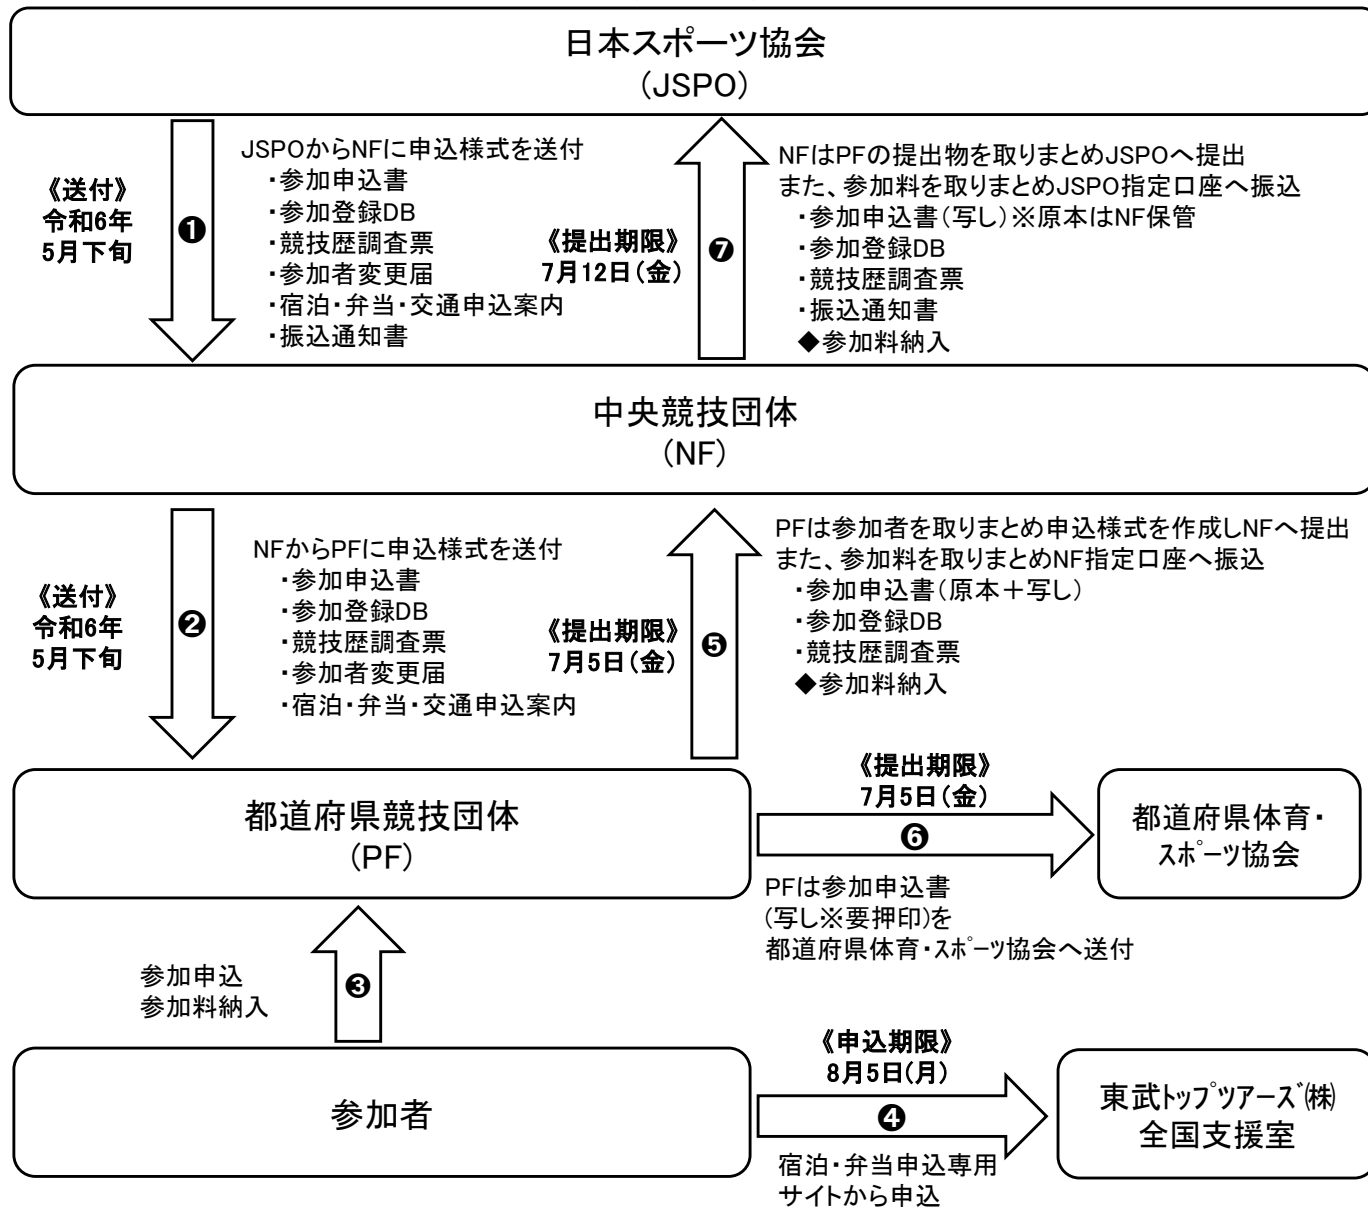 日本スポーツ協会
(JSPO)
《送付》
令和6年
5月下旬
❶
JSPOからNFに申込様式を送付
・参加申込書
・参加登録DB
・競技歴調査票
・参加者変更届
・宿泊・弁当・交通申込案内
・振込通知書
《提出期限》
7月12日(金)
❼
NFはPFの提出物を取りまとめJSPOへ提出
また、参加料を取りまとめJSPO指定口座へ振込
・参加申込書(写し)※原本はNF保管
・参加登録DB
・競技歴調査票
・振込通知書
◆参加料納入
中央競技団体
(NF)
《送付》
令和6年
5月下旬
❷
NFからPFに申込様式を送付
・参加申込書
・参加登録DB
・競技歴調査票
・参加者変更届
・宿泊・弁当・交通申込案内
《提出期限》
7月5日(金)
❺
PFは参加者を取りまとめ申込様式を作成しNFへ提出
また、参加料を取りまとめNF指定口座へ振込
・参加申込書(原本+写し)
・参加登録DB
・競技歴調査票
◆参加料納入
都道府県競技団体
(PF)
《提出期限》
7月5日(金)
❻
PFは参加申込書
(写し※要押印)を
都道府県体育・スポーツ協会へ送付
都道府県体育・
スポーツ協会
参加申込
参加料納入
❸
参加者
《申込期限》
8月5日(月)
❹
宿泊・弁当申込専用
サイトから申込
東武トップツアーズ㈱
全国支援室